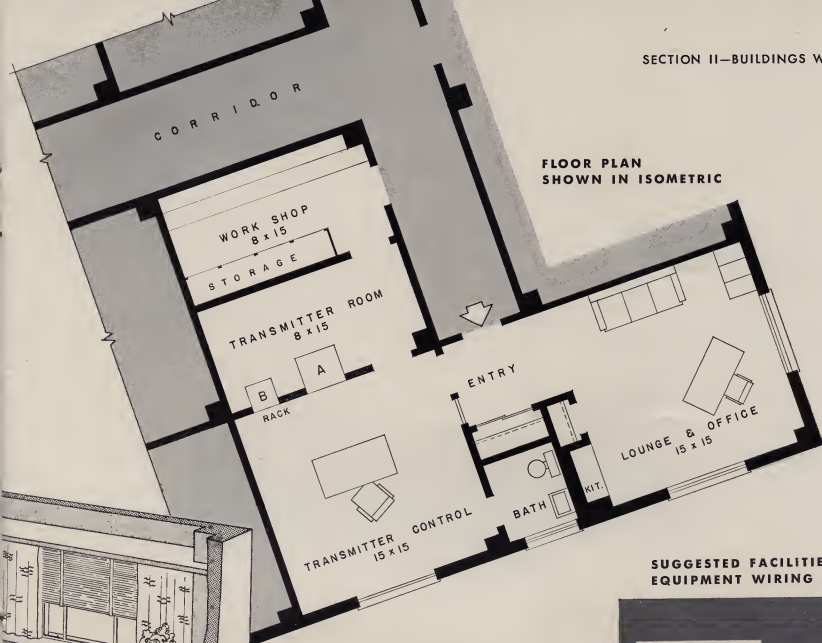 SECTION II—BUILDINGS W
FLOOR PLAN
SHOWN IN ISOMETRIC
CORRIDOR
WORK SHOP
8 x 15
STORAGE
TRANSMITTER ROOM
8 x 15
A
B
RACK
ENTRY
LOUNGE & OFFICE
15 x 15
KIT.
BATH
TRANSMITTER CONTROL
15 x 15
SUGGESTED FACILITIE
EQUIPMENT WIRING